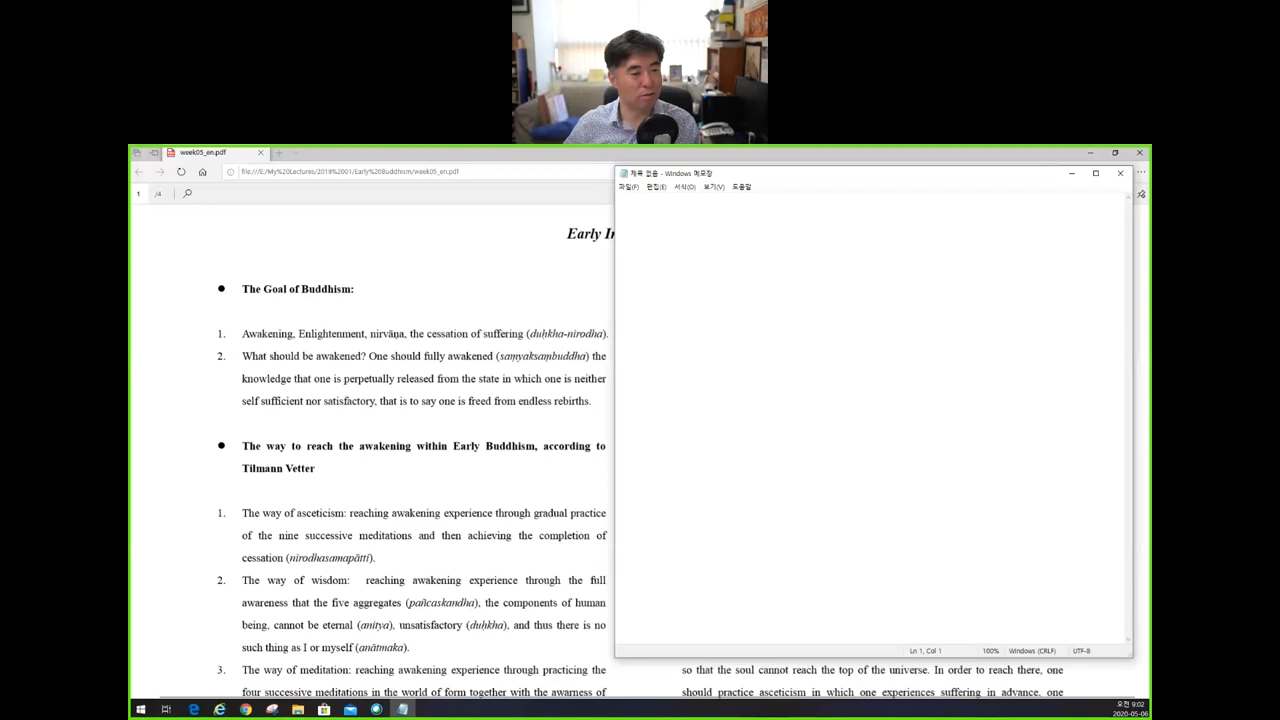 week05_en.pdf
file:///E:/My%20Lectures/2019%2001/Early%20Buddhism/week05_en.pdf
1 /4
Early In
● The Goal of Buddhism:
1. Awakening, Enlightenment, nirvāṇa, the cessation of suffering (duḥkha-nirodha).
2. What should be awakened? One should fully awakened (saṃyaksaṃbuddha) the
knowledge that one is perpetually released from the state in which one is neither
self sufficient nor satisfactory, that is to say one is freed from endless rebirths.
● The way to reach the awakening within Early Buddhism, according to
Tilmann Vetter
1. The way of asceticism: reaching awakening experience through gradual practice
of the nine successive meditations and then achieving the completion of
cessation (nirodhasamapātti).
2. The way of wisdom: reaching awakening experience through the full
awareness that the five aggregates (pañcaskandha), the components of human
being, cannot be eternal (anitya), unsatisfactory (duḥkha), and thus there is no
such thing as I or myself (anātmaka).
3. The way of meditation: reaching awakening experience through practicing the
four successive meditations in the world of form together with the awarness of
제목 없음 - Windows 메모장
파일(F) 편집(E) 서식(O) 보기(V) 도움말
Ln 1, Col 1 100% Windows (CRLF) UTF-8
so that the soul cannot reach the top of the universe. In order to reach there, one
should practice asceticism in which one experiences suffering in advance, one
오전 9:02
2020-05-06